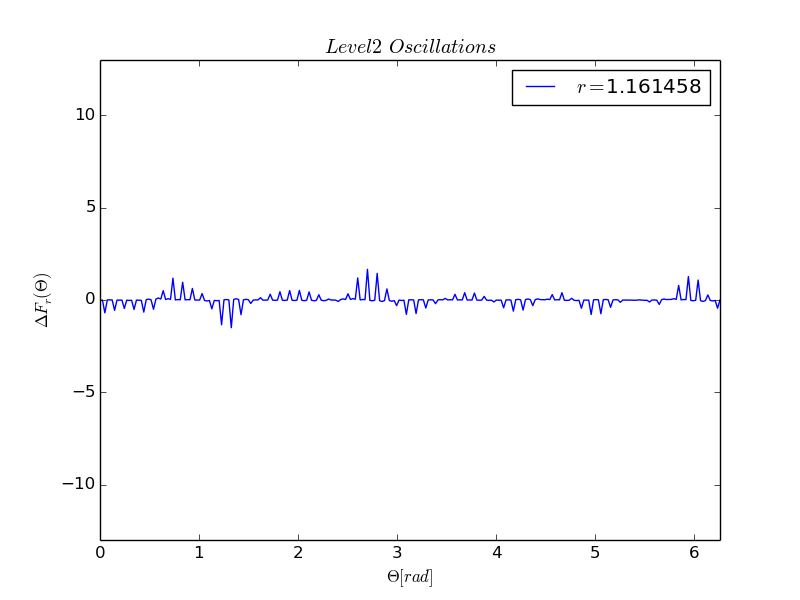 Level2 Oscillations
r=1.161458
10
5
0
−5
−10
ΔF_r(Θ)
0 1 2 3 4 5 6
Θ[rad]